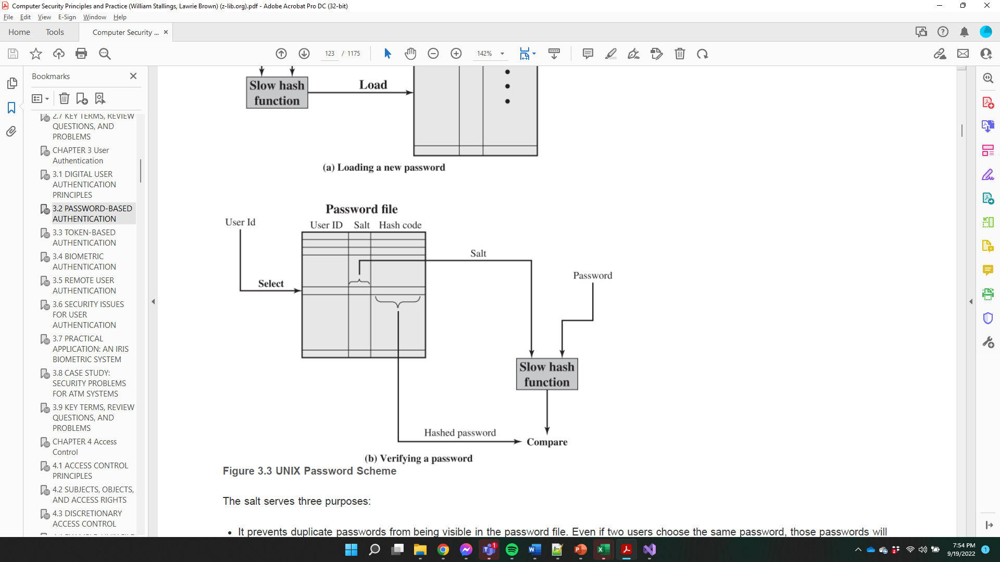 Computer Security Principles and Practice (William Stallings, Lawrie Brown) (z-lib.org).pdf - Adobe Acrobat Pro DC (32-bit)
File Edit View E-Sign Window Help
Home Tools Computer Security ...
123 / 1175 142%
Bookmarks
2.7 KEY TERMS, REVIEW
QUESTIONS, AND
PROBLEMS
CHAPTER 3 User
Authentication
3.1 DIGITAL USER
AUTHENTICATION
PRINCIPLES
3.2 PASSWORD-BASED
AUTHENTICATION
3.3 TOKEN-BASED
AUTHENTICATION
3.4 BIOMETRIC
AUTHENTICATION
3.5 REMOTE USER
AUTHENTICATION
3.6 SECURITY ISSUES
FOR USER
AUTHENTICATION
3.7 PRACTICAL
APPLICATION: AN IRIS
BIOMETRIC SYSTEM
3.8 CASE STUDY:
SECURITY PROBLEMS
FOR ATM SYSTEMS
3.9 KEY TERMS, REVIEW
QUESTIONS, AND
PROBLEMS
CHAPTER 4 Access
Control
4.1 ACCESS CONTROL
PRINCIPLES
4.2 SUBJECTS, OBJECTS,
AND ACCESS RIGHTS
4.3 DISCRETIONARY
ACCESS CONTROL
Slow hash
function
Load
(a) Loading a new password
Password file
User Id
User ID Salt Hash code
Salt
Password
Select
Slow hash
function
Hashed password
Compare
(b) Verifying a password
Figure 3.3 UNIX Password Scheme
The salt serves three purposes:
• It prevents duplicate passwords from being visible in the password file. Even if two users choose the same password, those passwords will
7:54 PM
9/19/2022